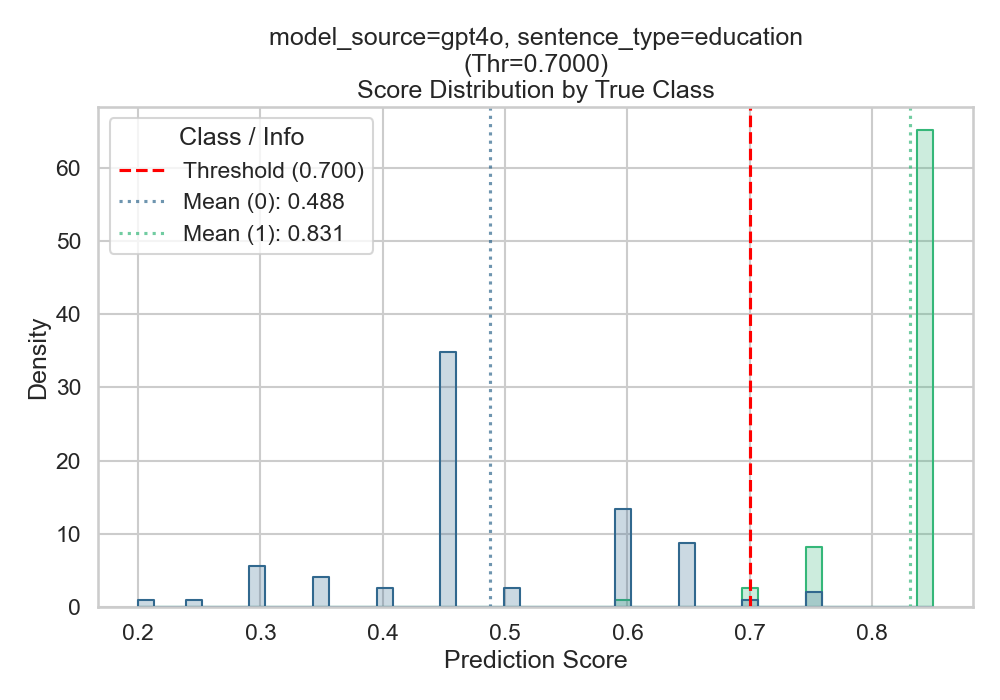 model_source=gpt4o, sentence_type=education
(Thr=0.7000)
Score Distribution by True Class
Class / Info
Threshold (0.700)
Mean (0): 0.488
Mean (1): 0.831
Density
60
50
40
30
20
10
0
0.2 0.3 0.4 0.5 0.6 0.7 0.8
Prediction Score